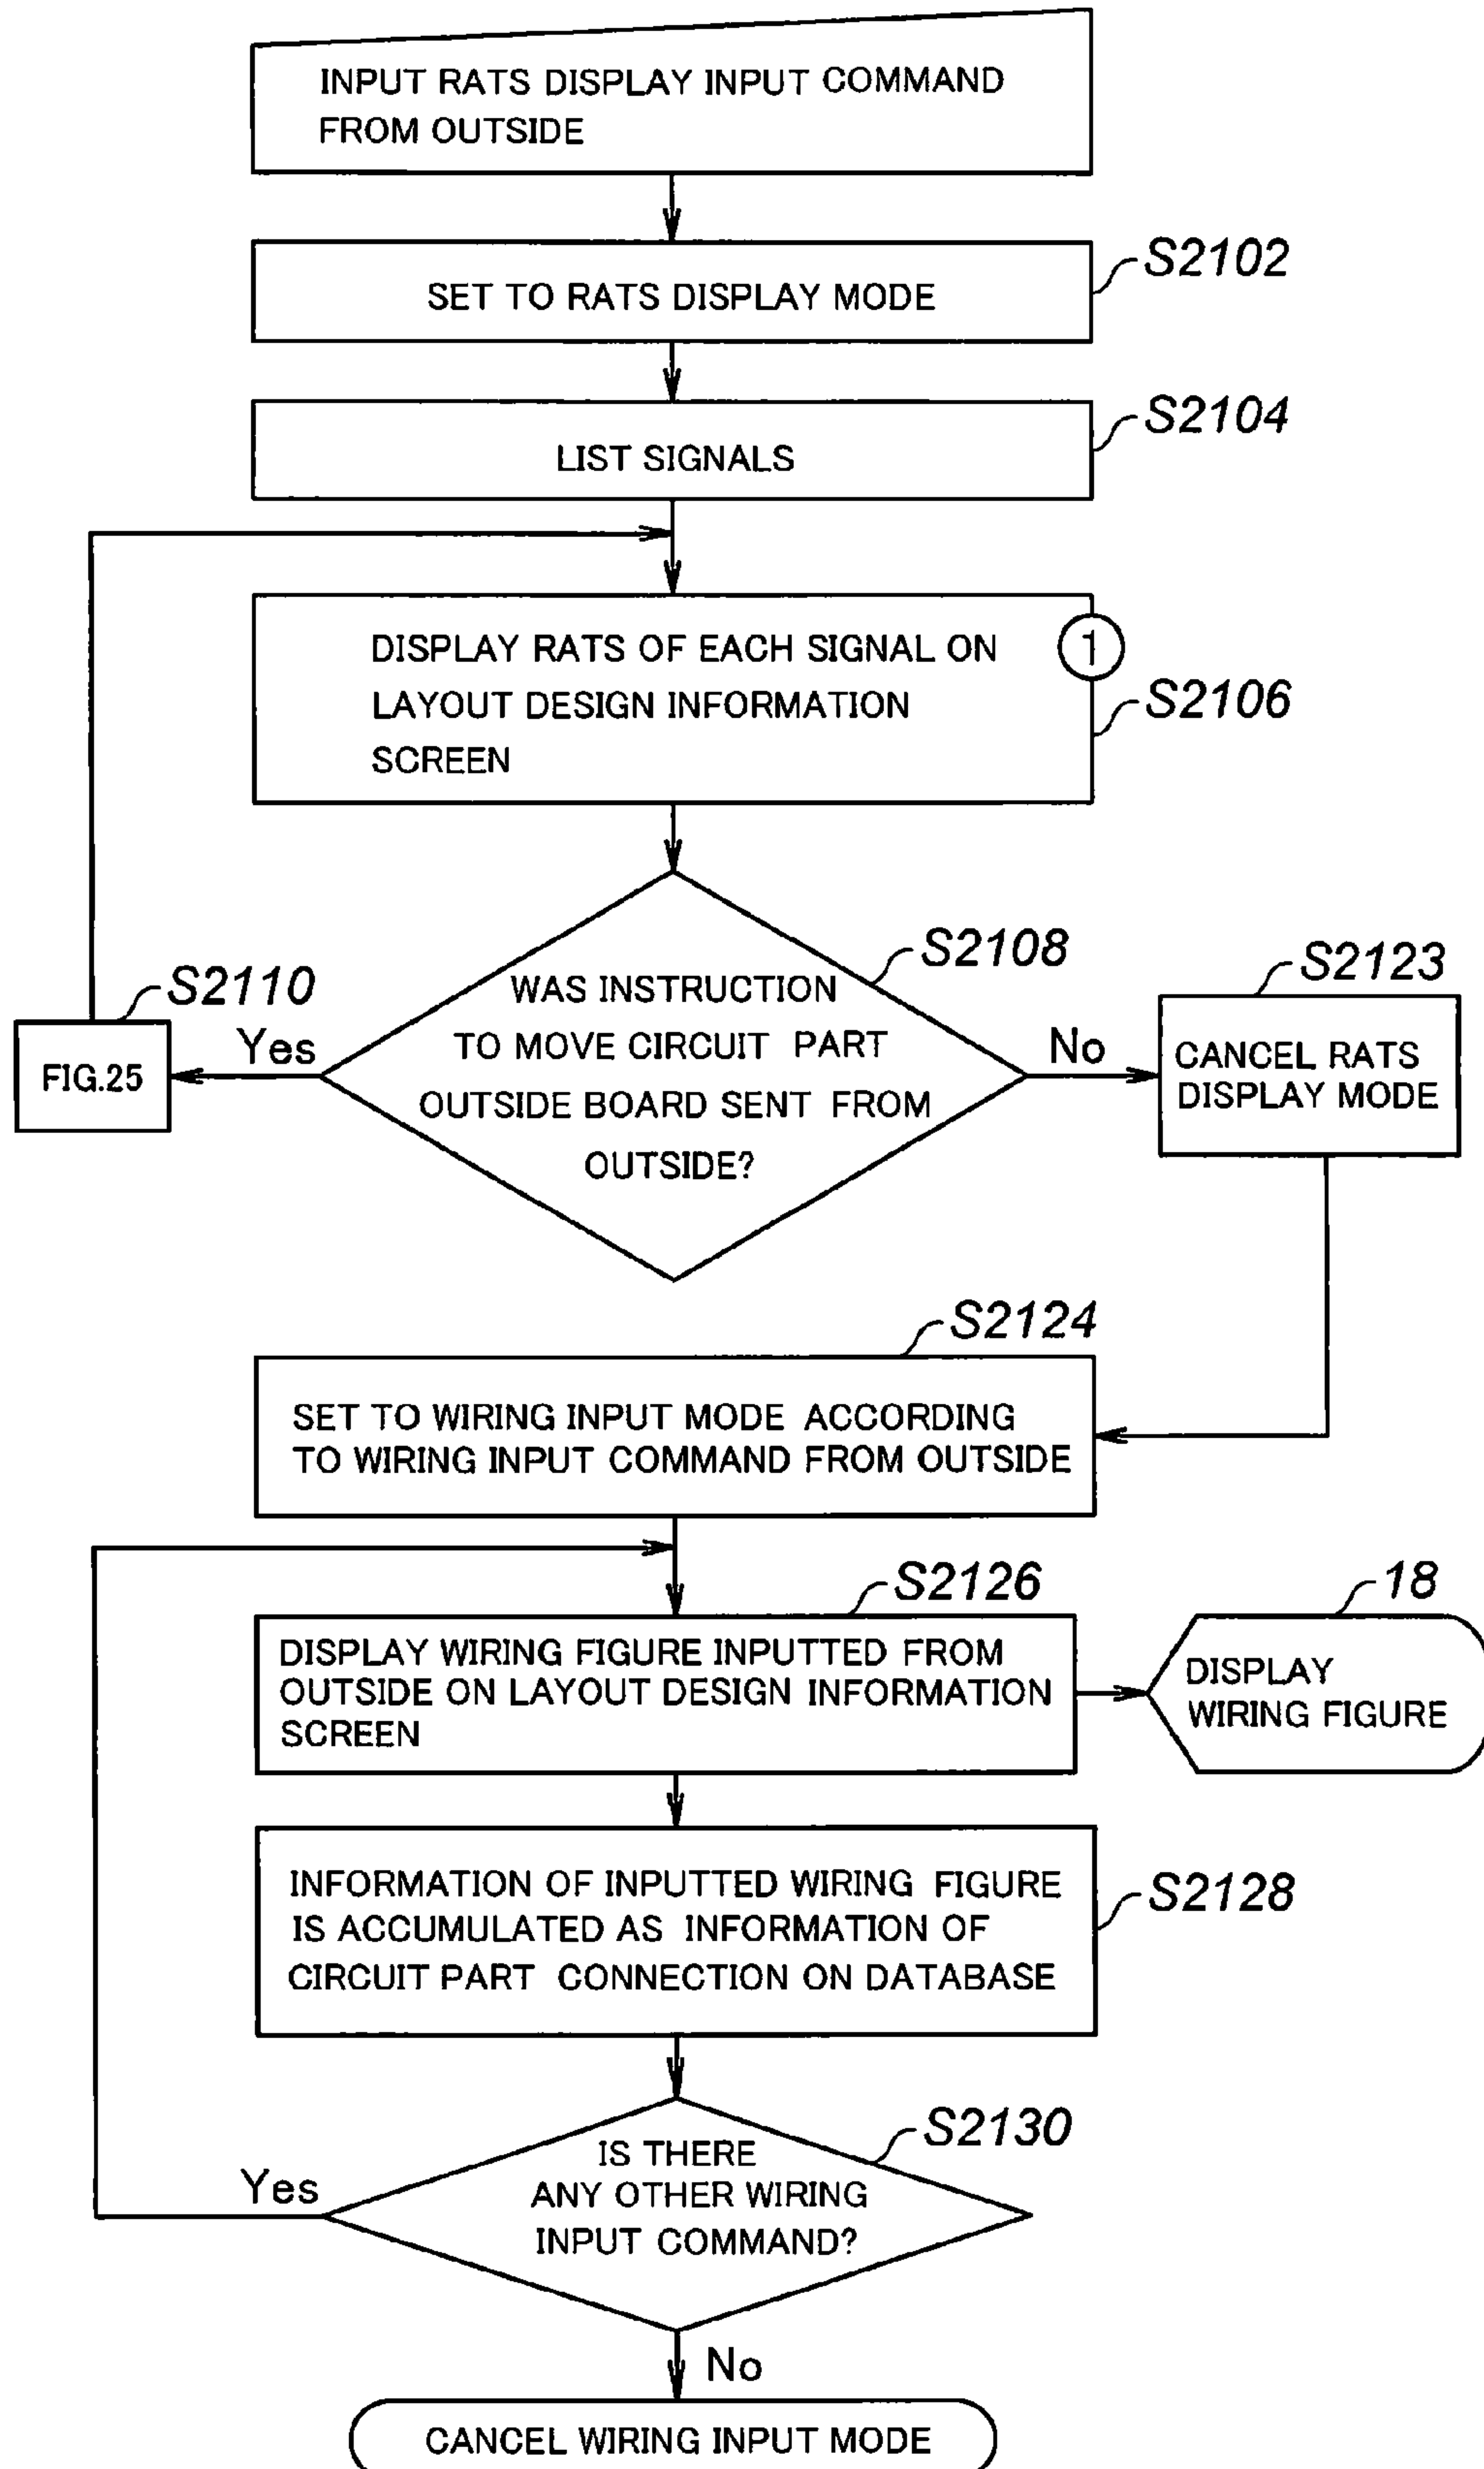 INPUT RATS DISPLAY INPUT COMMAND
FROM OUTSIDE
S2102
SET TO RATS DISPLAY MODE
S2104
LIST SIGNALS
DISPLAY RATS OF EACH SIGNAL ON
LAYOUT DESIGN INFORMATION
SCREEN
1
S2106
S2108
WAS INSTRUCTION
TO MOVE CIRCUIT PART
OUTSIDE BOARD SENT FROM
OUTSIDE?
S2110
Yes
FIG.25
No
S2123
CANCEL RATS
DISPLAY MODE
S2124
SET TO WIRING INPUT MODE ACCORDING
TO WIRING INPUT COMMAND FROM OUTSIDE
S2126
DISPLAY WIRING FIGURE INPUTTED FROM
OUTSIDE ON LAYOUT DESIGN INFORMATION
SCREEN
18
DISPLAY
WIRING FIGURE
INFORMATION OF INPUTTED WIRING FIGURE
IS ACCUMULATED AS INFORMATION OF
CIRCUIT PART CONNECTION ON DATABASE
S2128
S2130
IS THERE
ANY OTHER WIRING
INPUT COMMAND?
Yes
No
CANCEL WIRING INPUT MODE